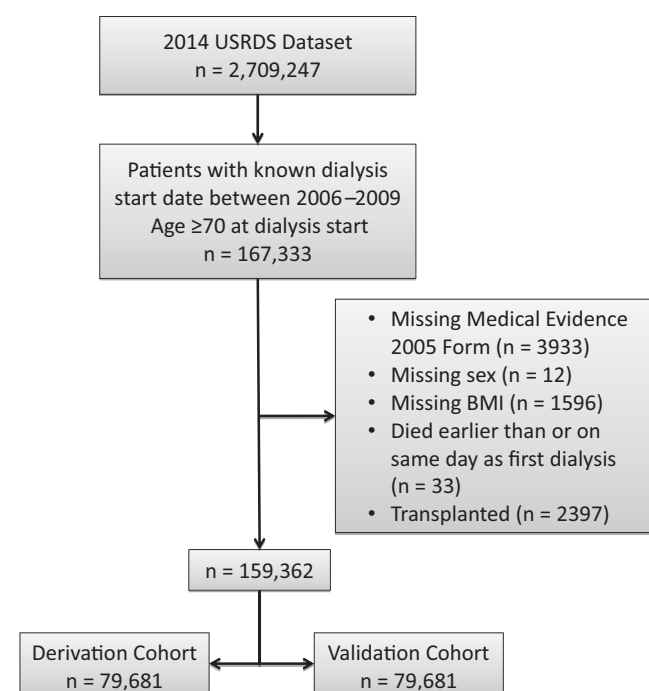 2014 USRDS Dataset
n = 2,709,247
Patients with known dialysis
start date between 2006–2009
Age ≥70 at dialysis start
n = 167,333
• Missing Medical Evidence
2005 Form (n = 3933)
• Missing sex (n = 12)
• Missing BMI (n = 1596)
• Died earlier than or on
same day as first dialysis
(n = 33)
• Transplanted (n = 2397)
n = 159,362
Derivation Cohort
n = 79,681
Validation Cohort
n = 79,681